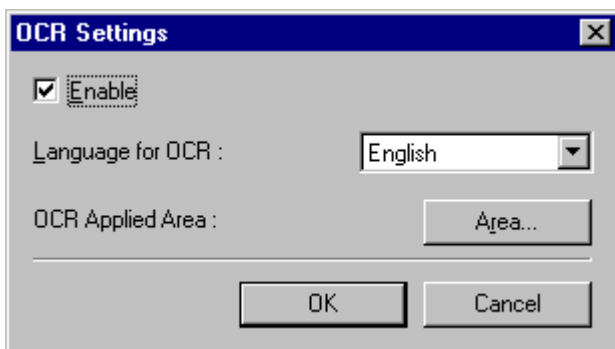 OCR Settings
Enable
Language for OCR : English
OCR Applied Area : Area...
OK Cancel